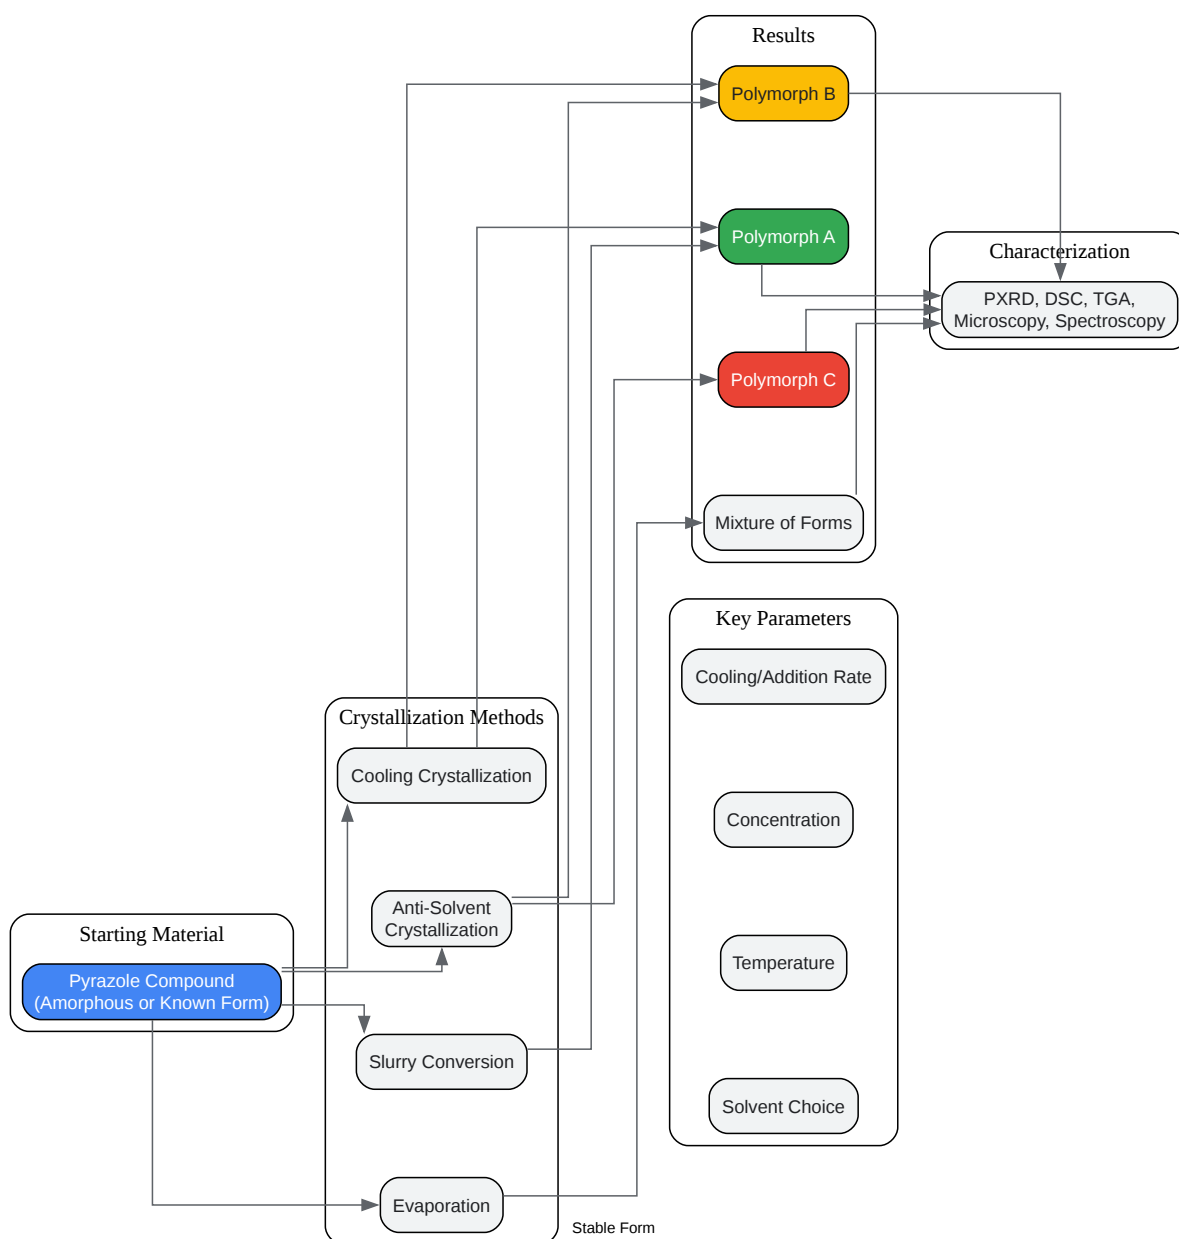 Results
Polymorph B
Polymorph A
Characterization
PXRD, DSC, TGA,
Microscopy, Spectroscopy
Polymorph C
Mixture of Forms
Key Parameters
Cooling/Addition Rate
Concentration
Temperature
Solvent Choice
Crystallization Methods
Cooling Crystallization
Anti-Solvent
Crystallization
Slurry Conversion
Evaporation
Starting Material
Pyrazole Compound
(Amorphous or Known Form)
Stable Form